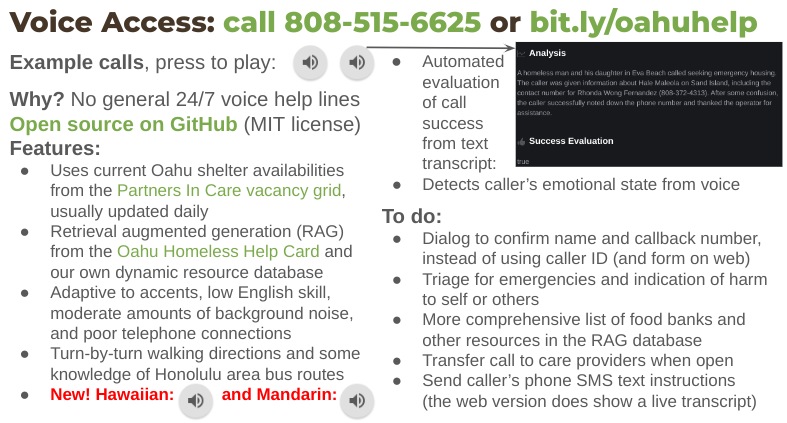 Voice Access: call 808-515-6625 or bit.ly/oahuhelp
Example calls, press to play:
Why? No general 24/7 voice help lines
Open source on GitHub (MIT license)
Features:
● Uses current Oahu shelter availabilities
from the Partners In Care vacancy grid,
usually updated daily
● Retrieval augmented generation (RAG)
from the Oahu Homeless Help Card and
our own dynamic resource database
● Adaptive to accents, low English skill,
moderate amounts of background noise,
and poor telephone connections
● Turn-by-turn walking directions and some
knowledge of Honolulu area bus routes
● New! Hawaiian: and Mandarin:
● Automated
evaluation
of call
success
from text
transcript:
Analysis
A homeless man and his daughter in Eva Beach called seeking emergency housing.
The caller was given information about Hale Maleola on Sand Island, including the
contact number for Rhonda Wong Fernandez (808-372-4313). After some confusion,
the caller successfully noted down the phone number and thanked the operator for
assistance.
Success Evaluation
true
● Detects caller’s emotional state from voice
To do:
● Dialog to confirm name and callback number,
instead of using caller ID (and form on web)
● Triage for emergencies and indication of harm
to self or others
● More comprehensive list of food banks and
other resources in the RAG database
● Transfer call to care providers when open
● Send caller’s phone SMS text instructions
(the web version does show a live transcript)